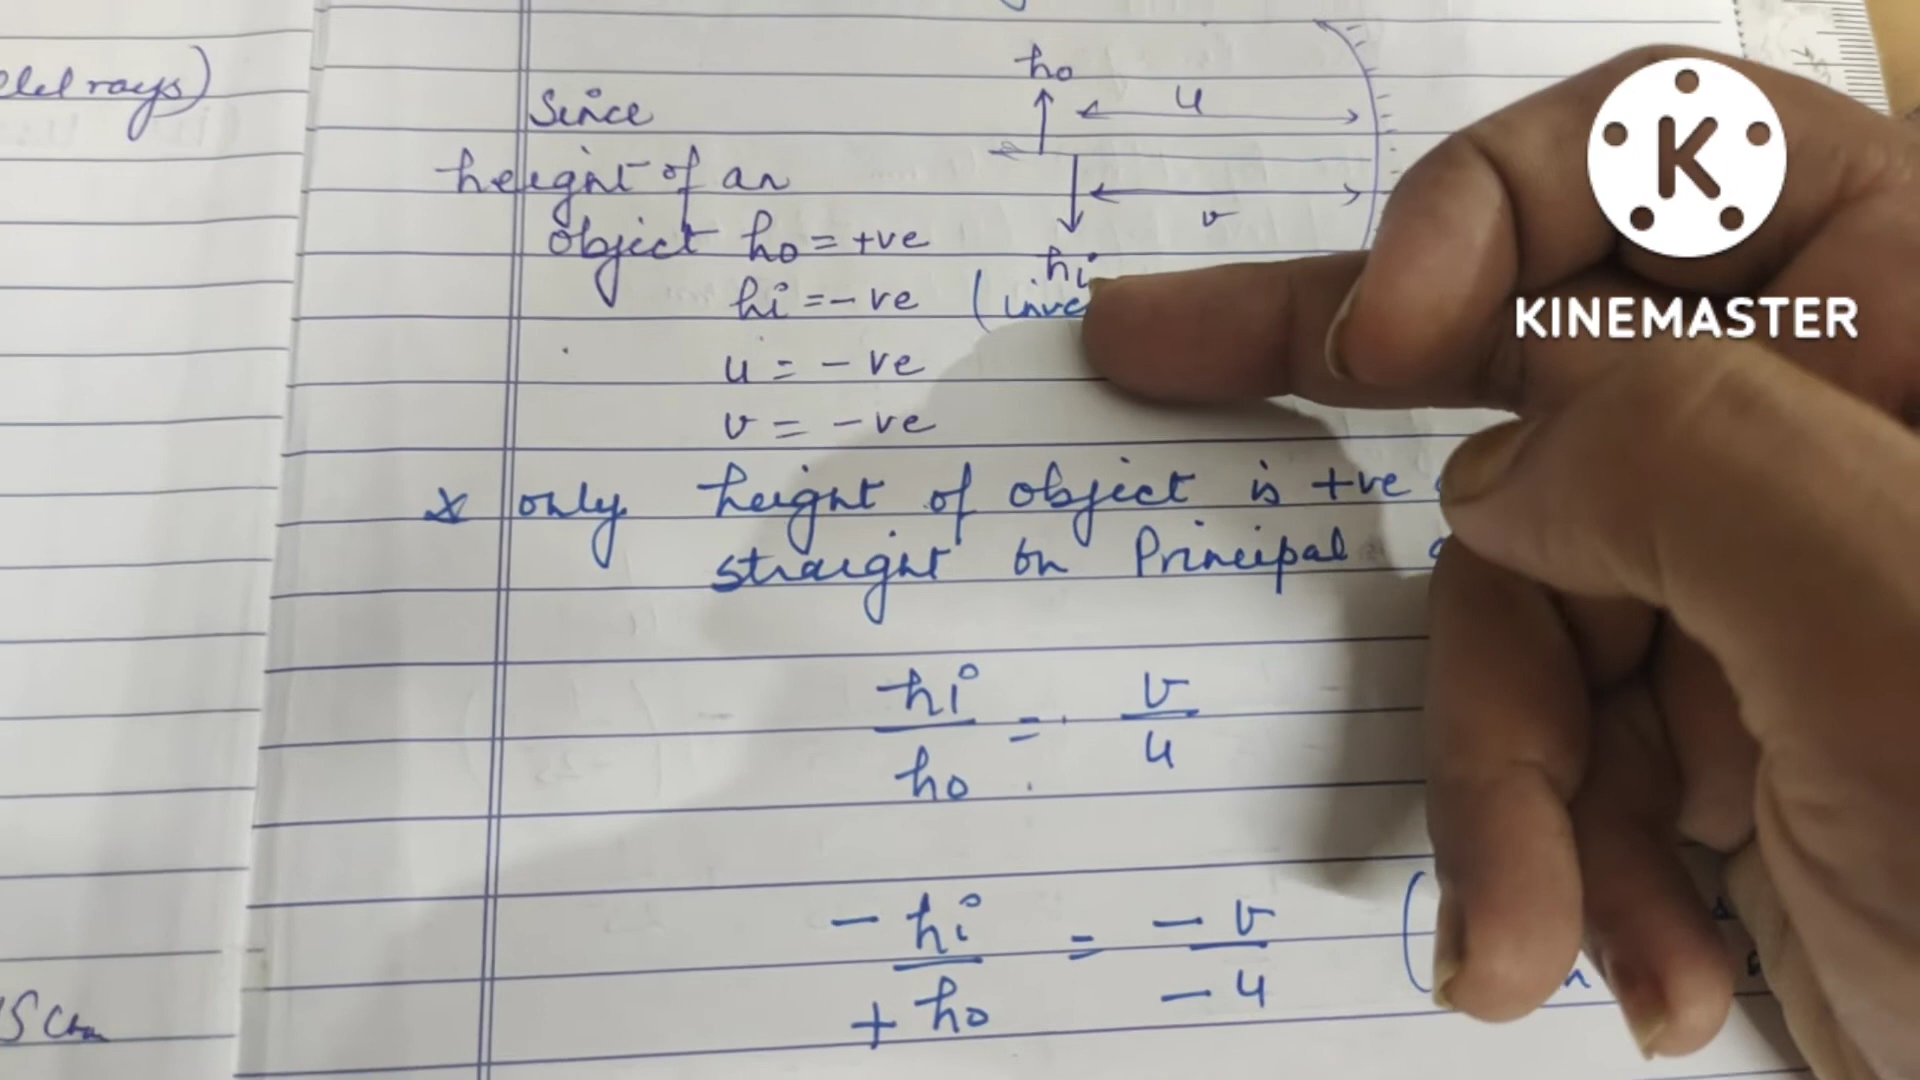 rays)
ho
u
Since
height of an
v
object ho = +ve
hi
hi = -ve (inve
u = - ve
v = - ve
only height of object is +ve
straight on Principal
hi/ho = v/u
- hi/+ ho = - v/- u
K
KINEMASTER